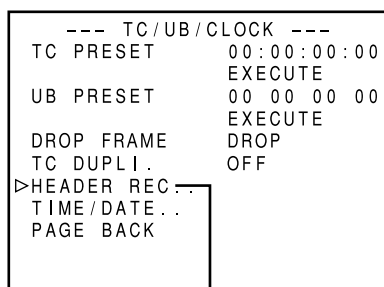 --- TC/UB/CLOCK ---
TC PRESET 00:00:00:00
EXECUTE
UB PRESET 00 00 00 00
EXECUTE
DROP FRAME DROP
TC DUPLI. OFF
▷HEADER REC..
TIME/DATE..
PAGE BACK